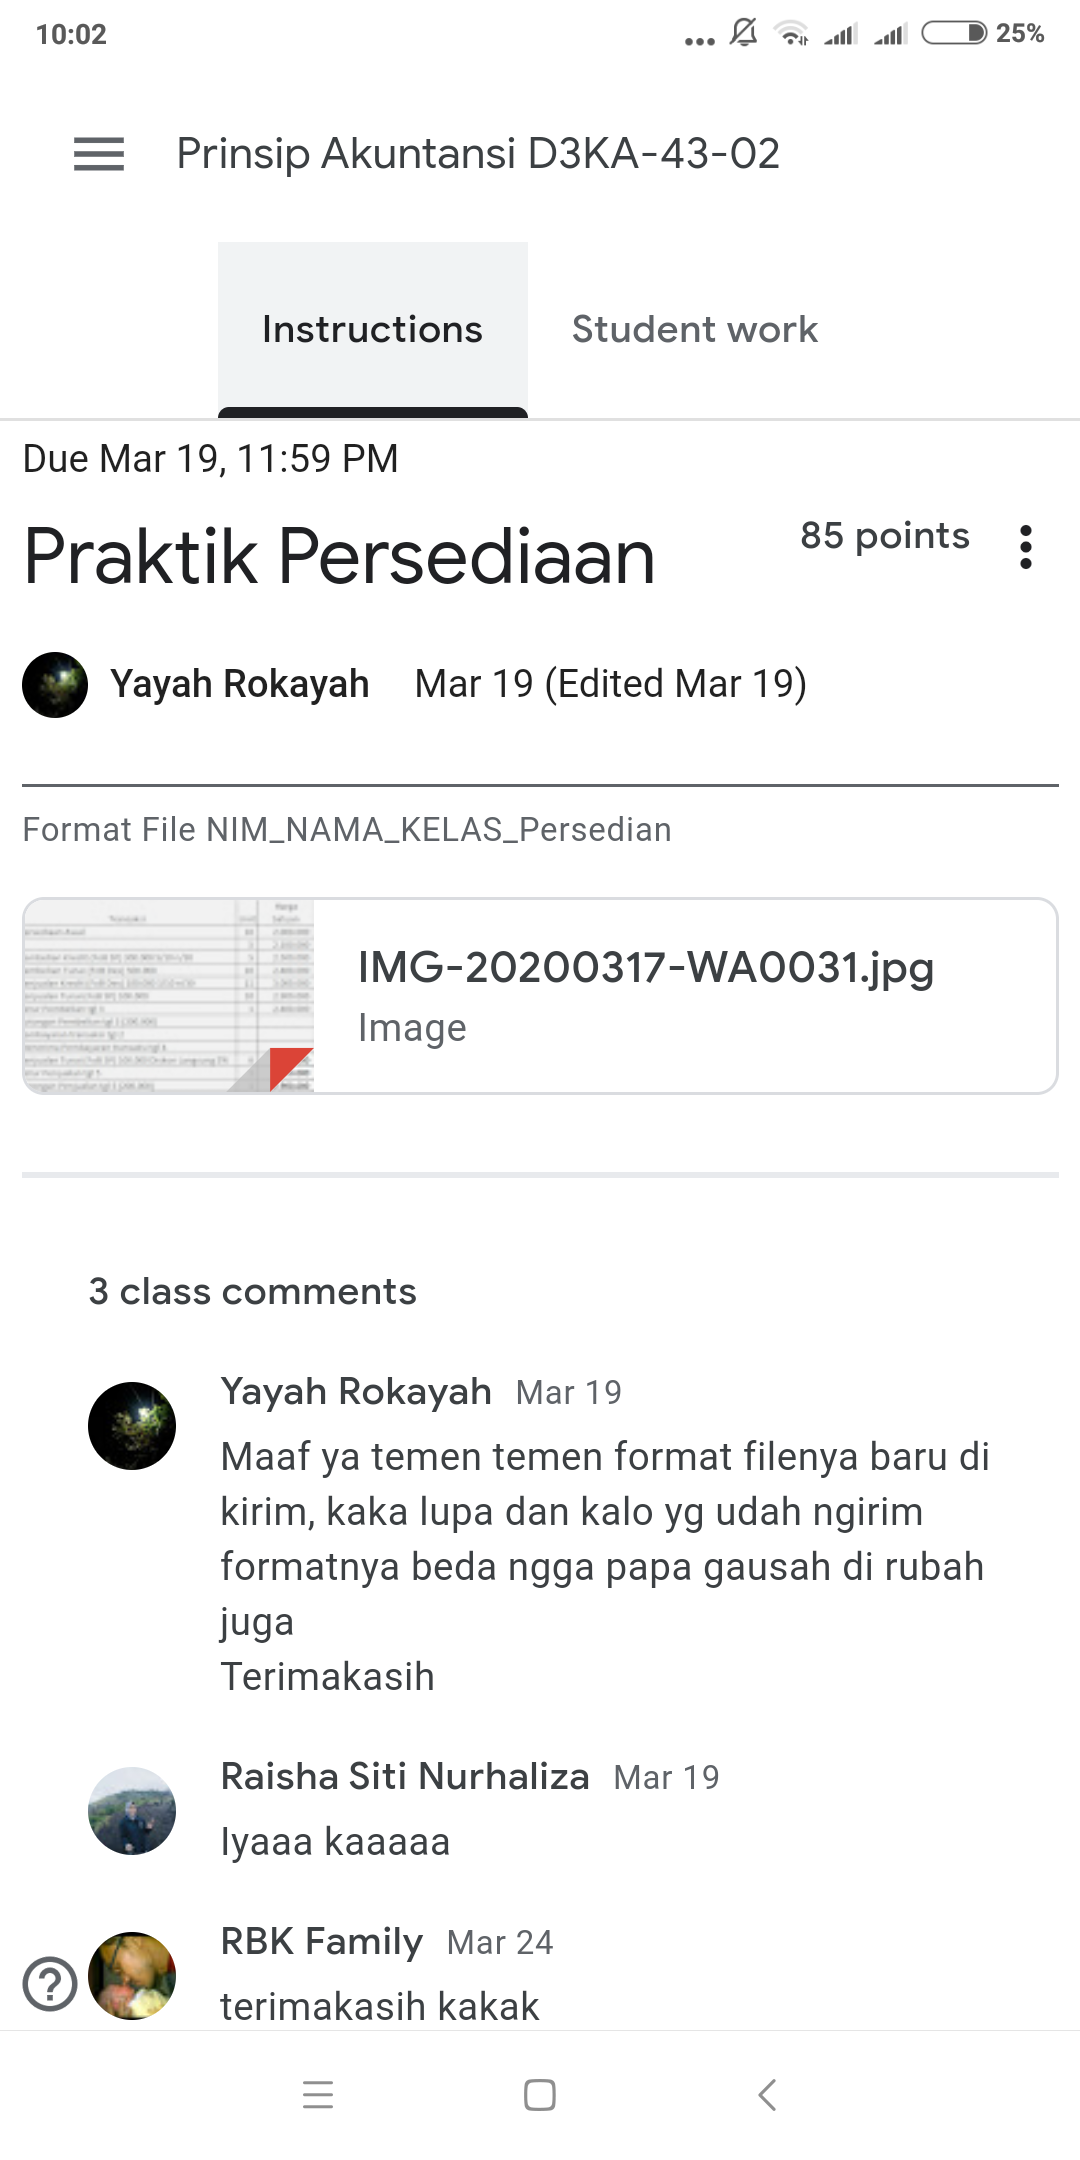 10:02
25%
Prinsip Akuntansi D3KA-43-02
Instructions
Student work
Due Mar 19, 11:59 PM
Praktik Persediaan
85 points
Yayah Rokayah Mar 19 (Edited Mar 19)
Format File NIM_NAMA_KELAS_Persedian
IMG-20200317-WA0031.jpg
Image
3 class comments
Yayah Rokayah Mar 19
Maaf ya temen temen format filenya baru di
kirim, kaka lupa dan kalo yg udah ngirim
formatnya beda ngga papa gausah di rubah
juga
Terimakasih
Raisha Siti Nurhaliza Mar 19
Iyaaa kaaaaa
RBK Family Mar 24
terimakasih kakak